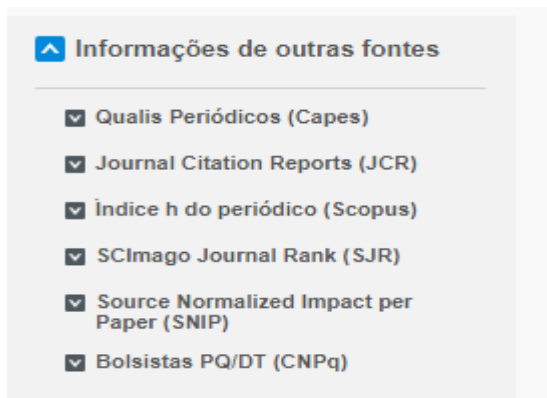 Informações de outras fontes
Qualis Periódicos (Capes)
Journal Citation Reports (JCR)
Ìndice h do periódico (Scopus)
SCImago Journal Rank (SJR)
Source Normalized Impact per
Paper (SNIP)
Bolsistas PQ/DT (CNPq)